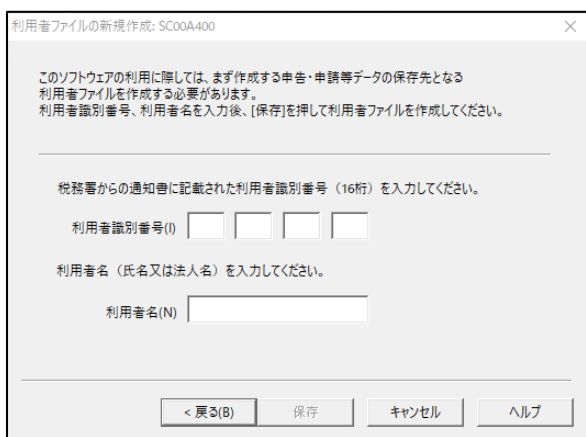 利用者ファイルの新規作成: SC00A400
このソフトウェアの利用に際しては、まず作成する申告・申請等データの保存先となる
利用者ファイルを作成する必要があります。
利用者識別番号、利用者名を入力後、[保存]を押して利用者ファイルを作成してください。
税務署からの通知書に記載された利用者識別番号（16桁）を入力してください。
利用者識別番号(I)
利用者名（氏名又は法人名）を入力してください。
利用者名(N)
< 戻る(B) 保存 キャンセル ヘルプ